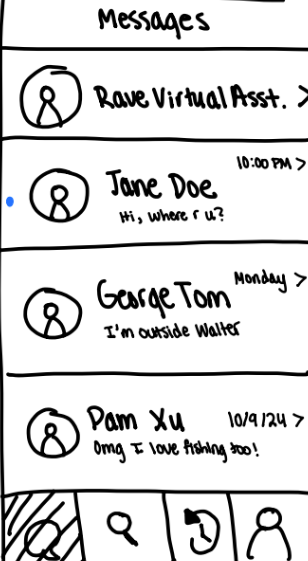 Messages
Rave Virtual Asst. >
10:00 PM >
Jane Doe
Hi, where r u?
Monday >
George Tom
I'm outside Walter
Pam Xu 10/9/24 >
Omg I love fishing too!